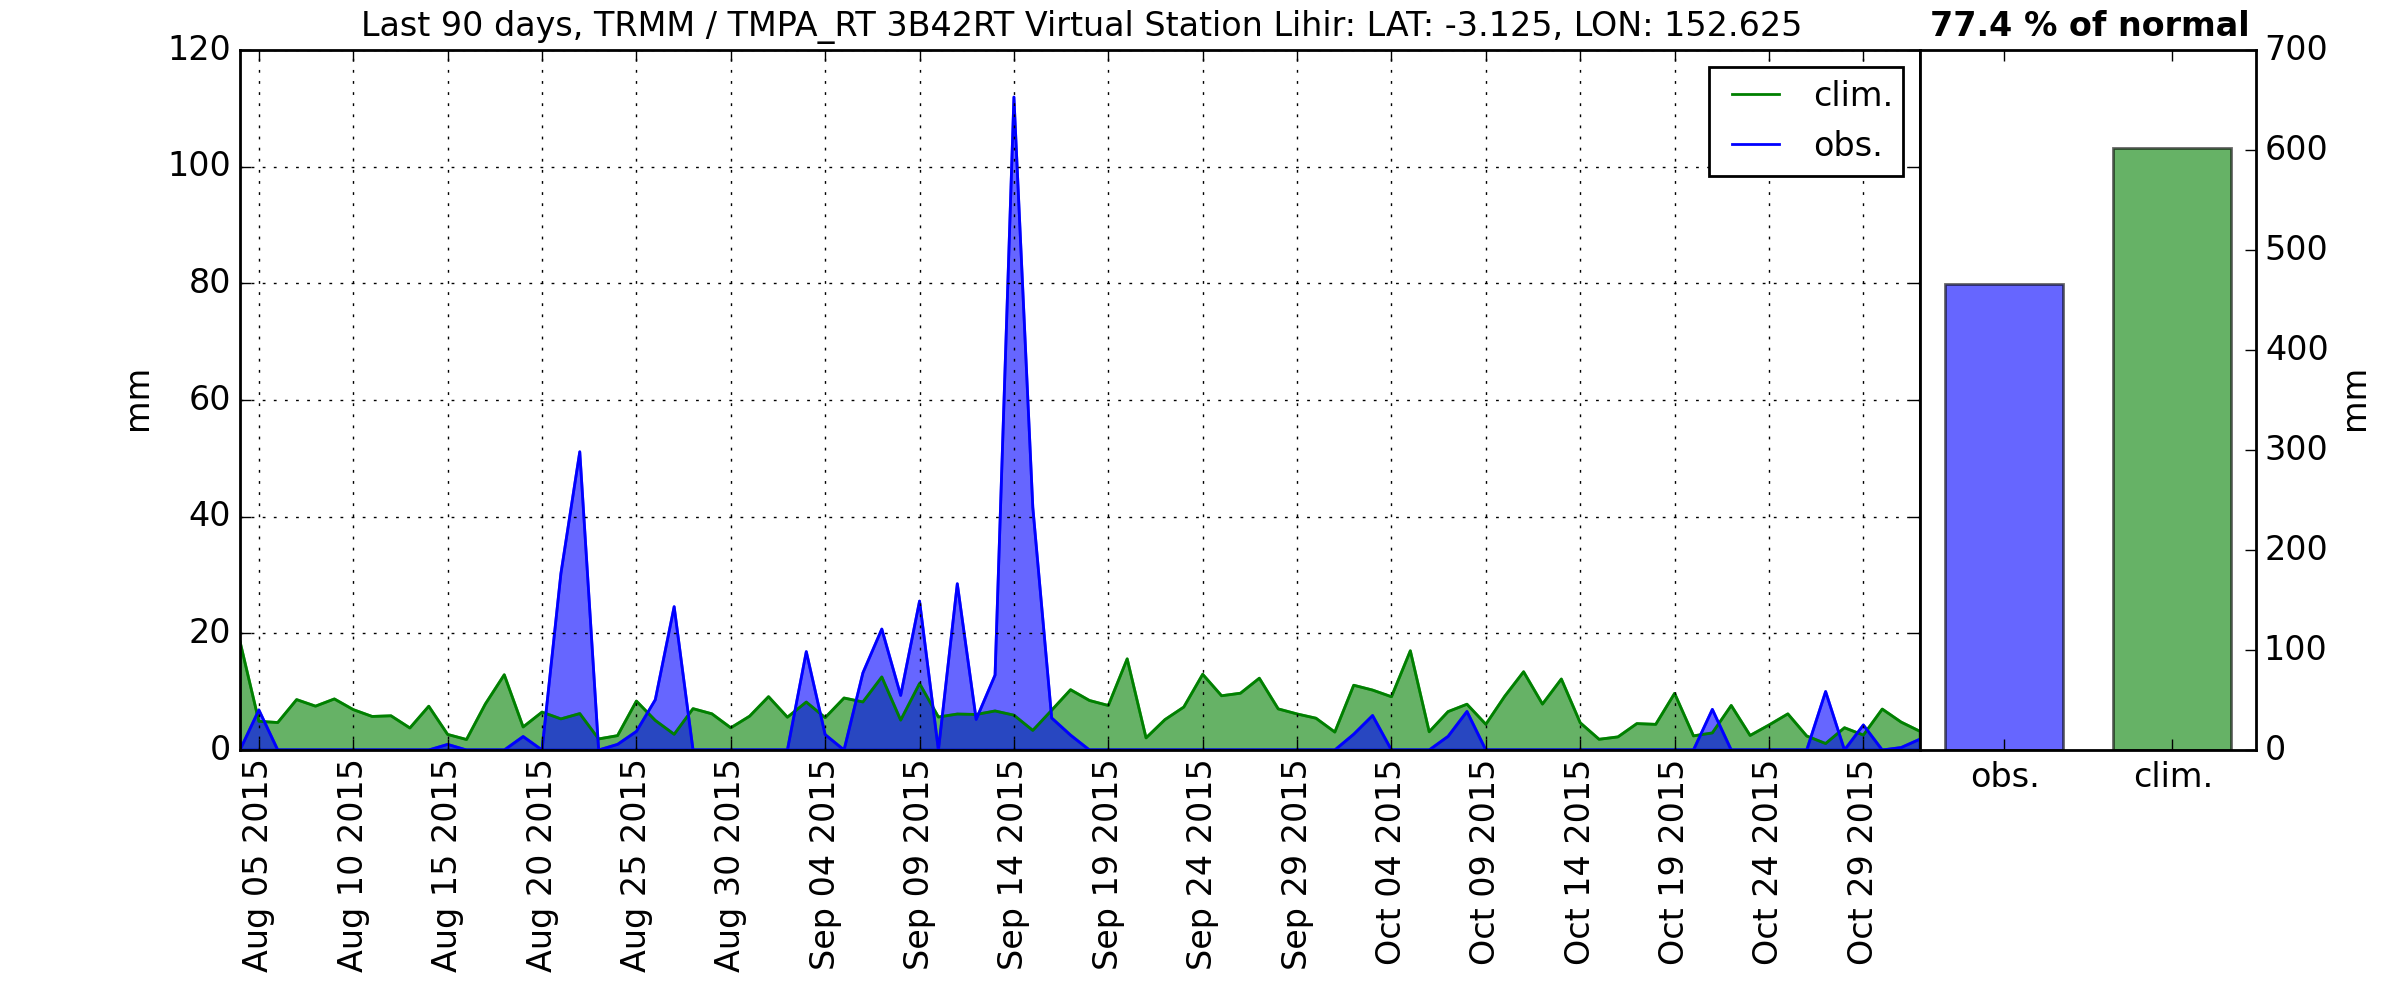 Last 90 days, TRMM / TMPA_RT 3B42RT Virtual Station Lihir: LAT: -3.125, LON: 152.625
77.4 % of normal
120
100
80
60
40
20
0
mm
clim.
obs.
700
600
500
400
300
200
100
0
mm
Aug 05 2015
Aug 10 2015
Aug 15 2015
Aug 20 2015
Aug 25 2015
Aug 30 2015
Sep 04 2015
Sep 09 2015
Sep 14 2015
Sep 19 2015
Sep 24 2015
Sep 29 2015
Oct 04 2015
Oct 09 2015
Oct 14 2015
Oct 19 2015
Oct 24 2015
Oct 29 2015
obs.
clim.